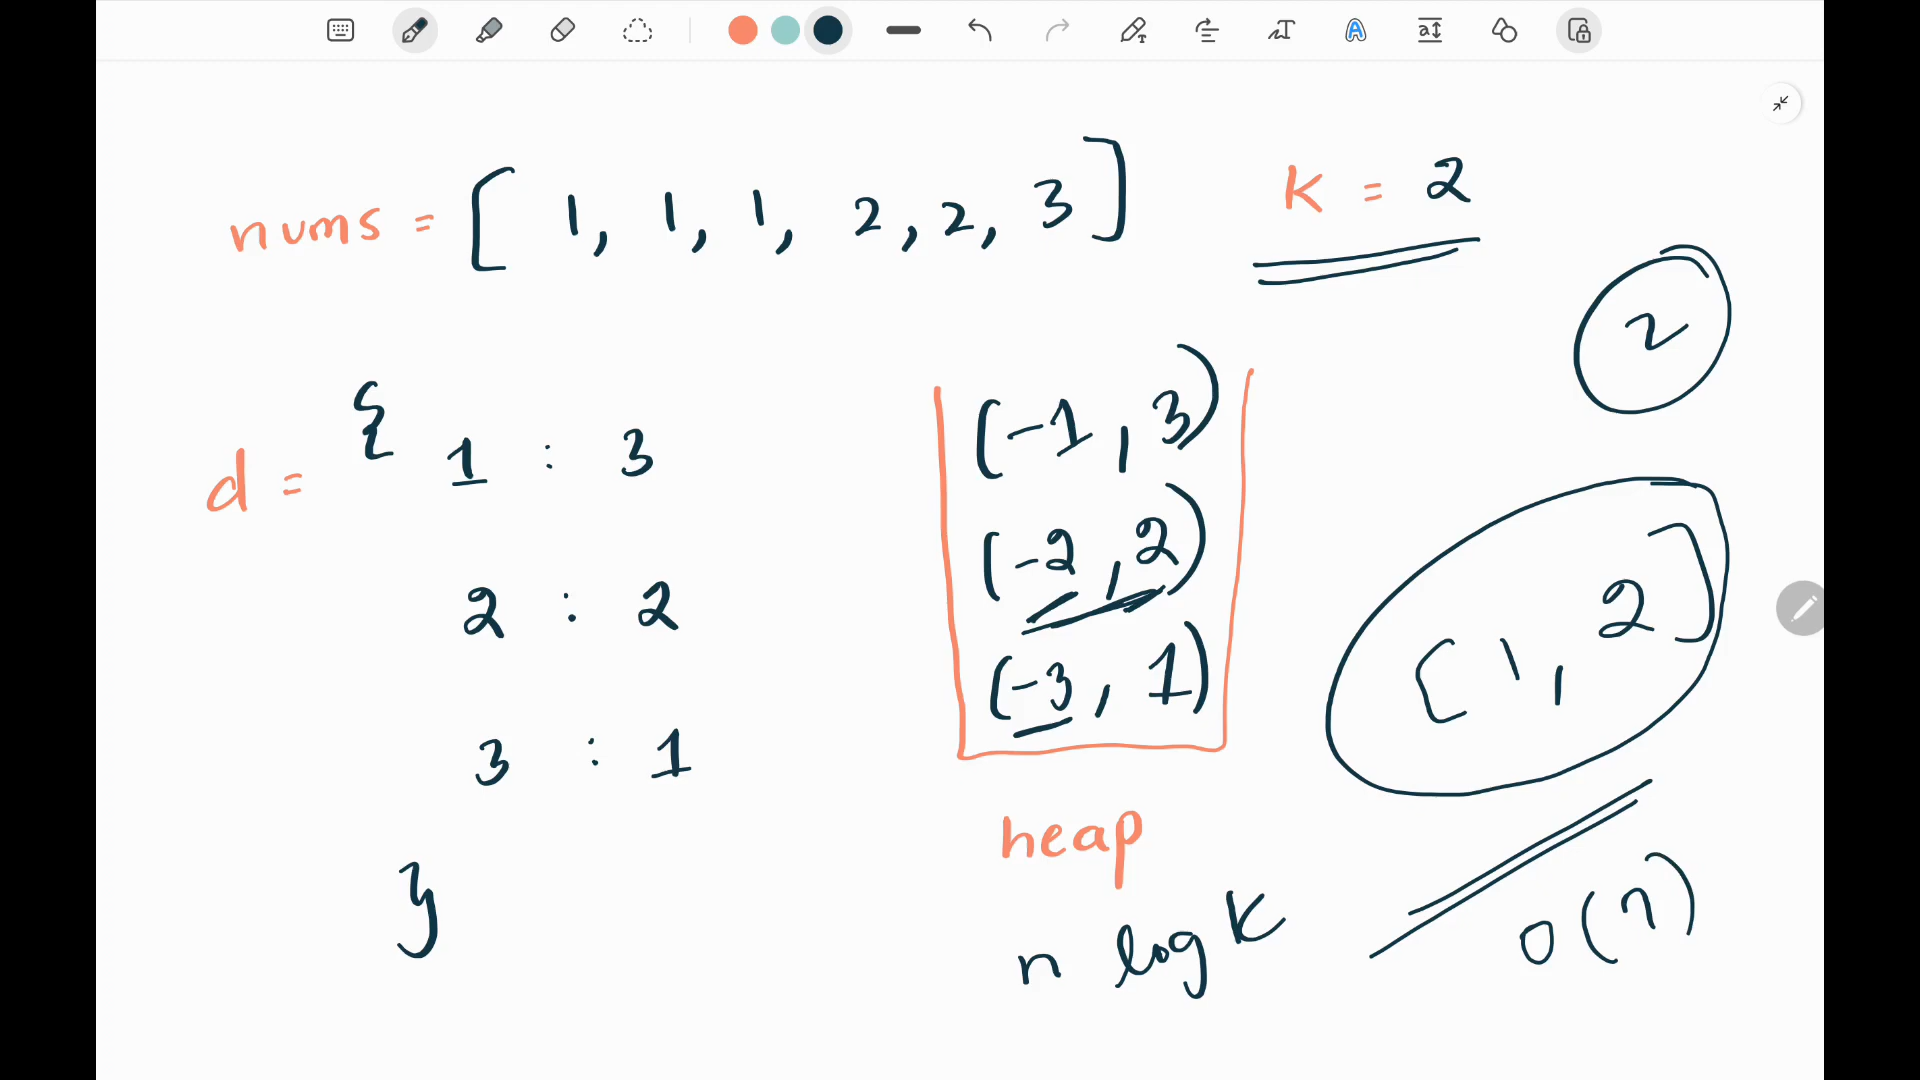 nums = [ 1, 1, 1, 2, 2, 3 ]
k = 2
2
d = { 1 : 3
2 : 2
3 : 1
}
(-1, 3)
(-2, 2)
(-3, 1)
heap
n log k
[1, 2]
O(n)